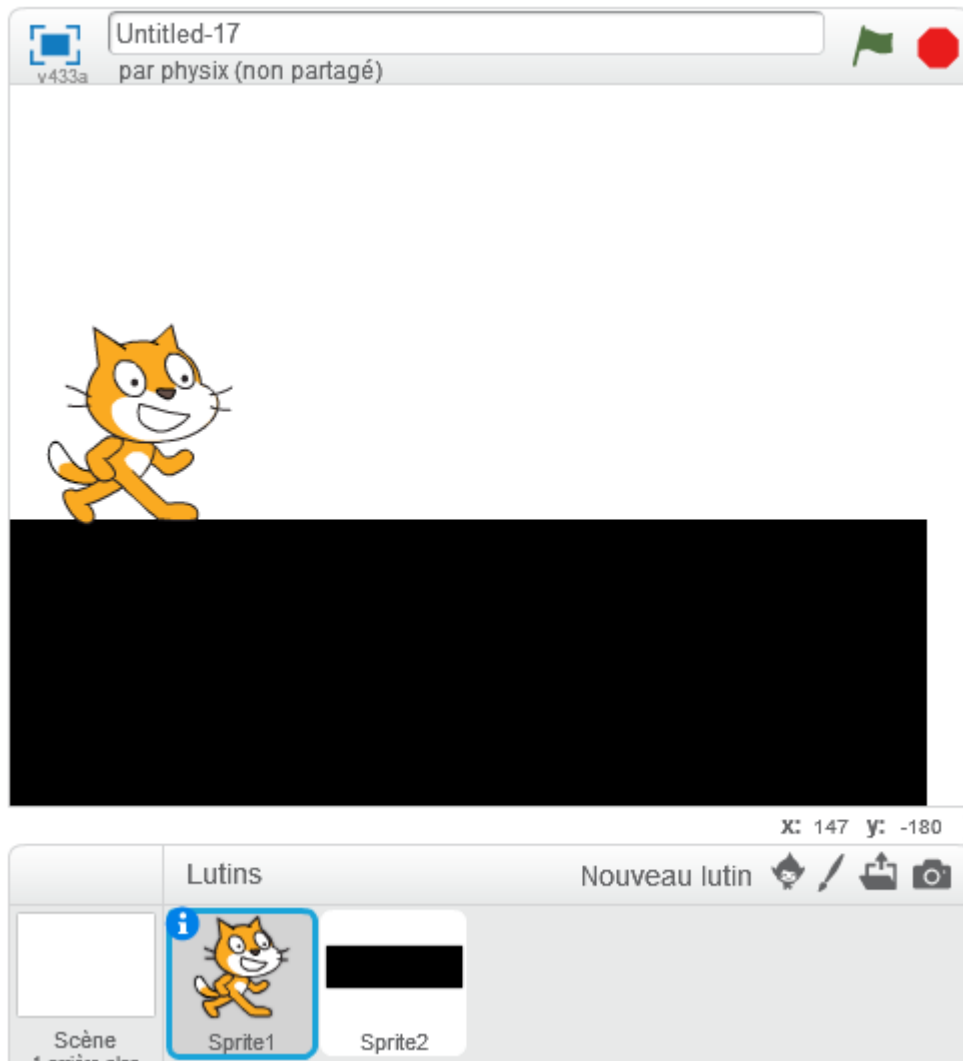 Untitled-17
v433a
par physix (non partagé)
x: 147 y: -180
Lutins
Nouveau lutin
Scène
Sprite1
Sprite2